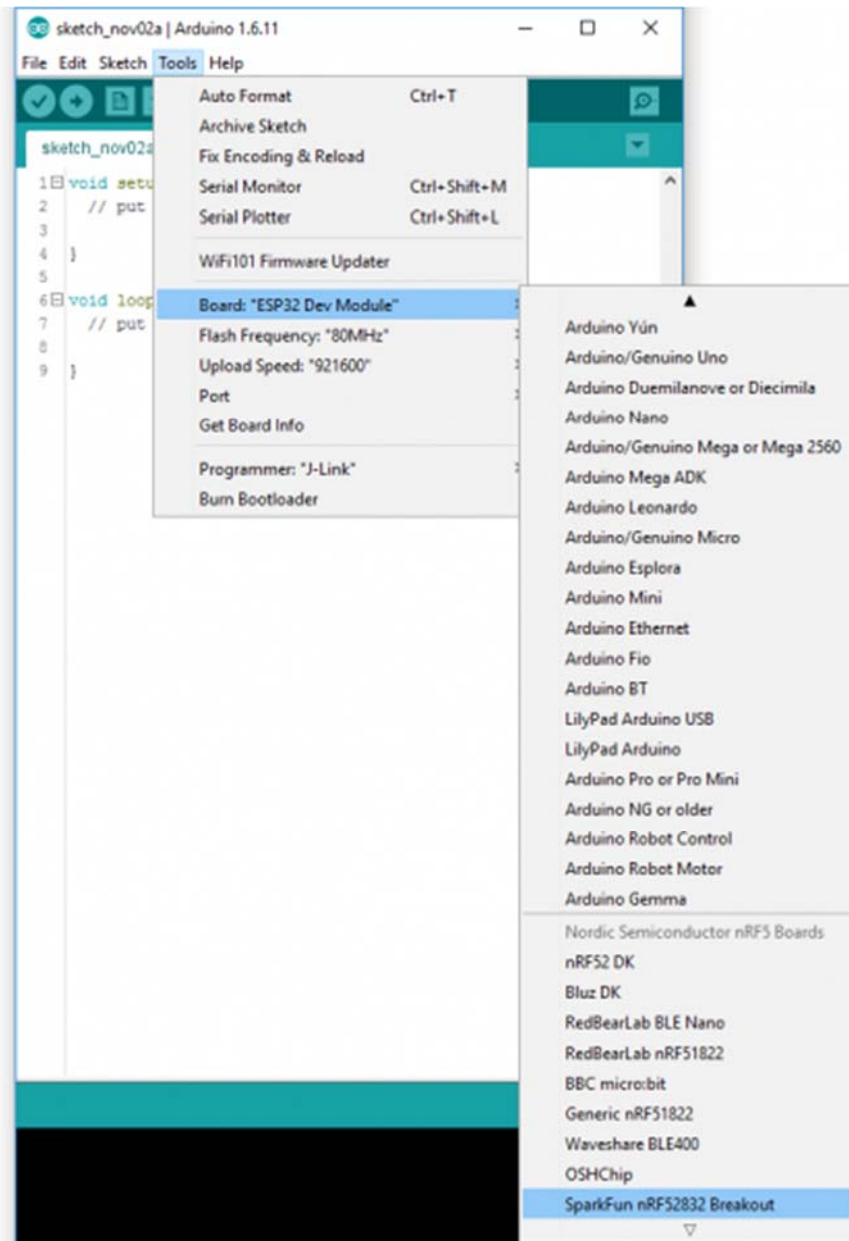 sketch_nov02a | Arduino 1.6.11
File Edit Sketch Tools Help
sketch_nov02a
Auto Format Ctrl+T
Archive Sketch
Fix Encoding & Reload
Serial Monitor Ctrl+Shift+M
Serial Plotter Ctrl+Shift+L
WiFi101 Firmware Updater
Board: "ESP32 Dev Module"
Flash Frequency: "80MHz"
Upload Speed: "921600"
Port
Get Board Info
Programmer: "J-Link"
Burn Bootloader
1 void setu
2 // put
3
4 }
5
6 void loop
7 // put
8
9 }
Arduino Yún
Arduino/Genuino Uno
Arduino Duemilanove or Diecimila
Arduino Nano
Arduino/Genuino Mega or Mega 2560
Arduino Mega ADK
Arduino Leonardo
Arduino/Genuino Micro
Arduino Esplora
Arduino Mini
Arduino Ethernet
Arduino Fio
Arduino BT
LilyPad Arduino USB
LilyPad Arduino
Arduino Pro or Pro Mini
Arduino NG or older
Arduino Robot Control
Arduino Robot Motor
Arduino Gemma
Nordic Semiconductor nRF5 Boards
nRF52 DK
Bluz DK
RedBearLab BLE Nano
RedBearLab nRF51822
BBC micro:bit
Generic nRF51822
Waveshare BLE400
OSHChip
SparkFun nRF52832 Breakout